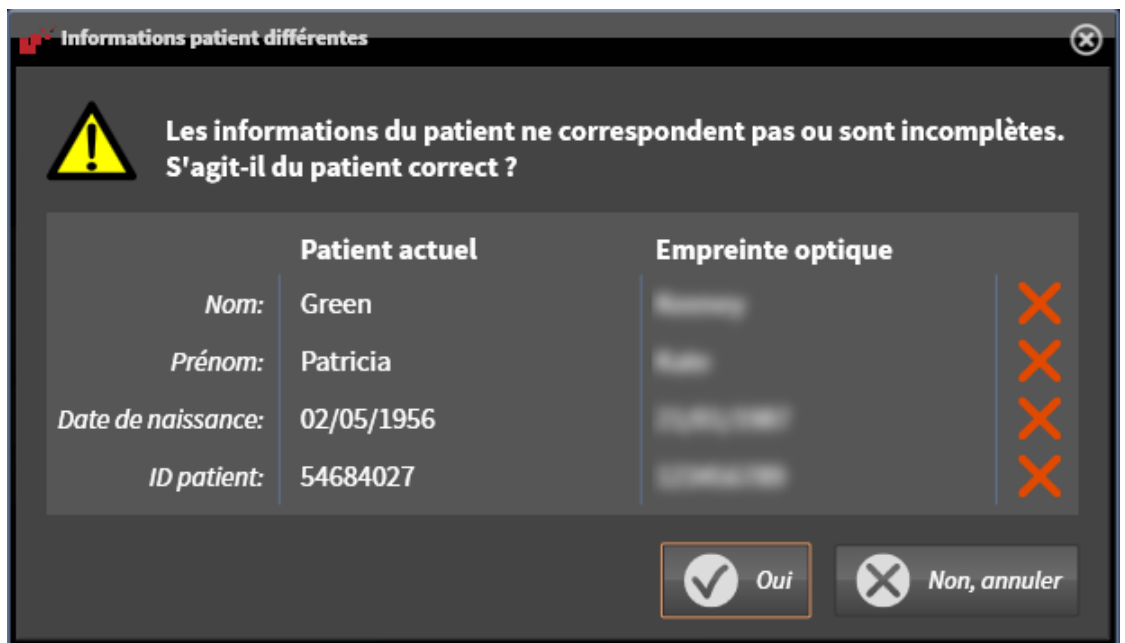 Informations patient différentes
Les informations du patient ne correspondent pas ou sont incomplètes.
S'agit-il du patient correct ?
Patient actuel Empreinte optique
Nom: Green
Prénom: Patricia
Date de naissance: 02/05/1956
ID patient: 54684027
Oui Non, annuler